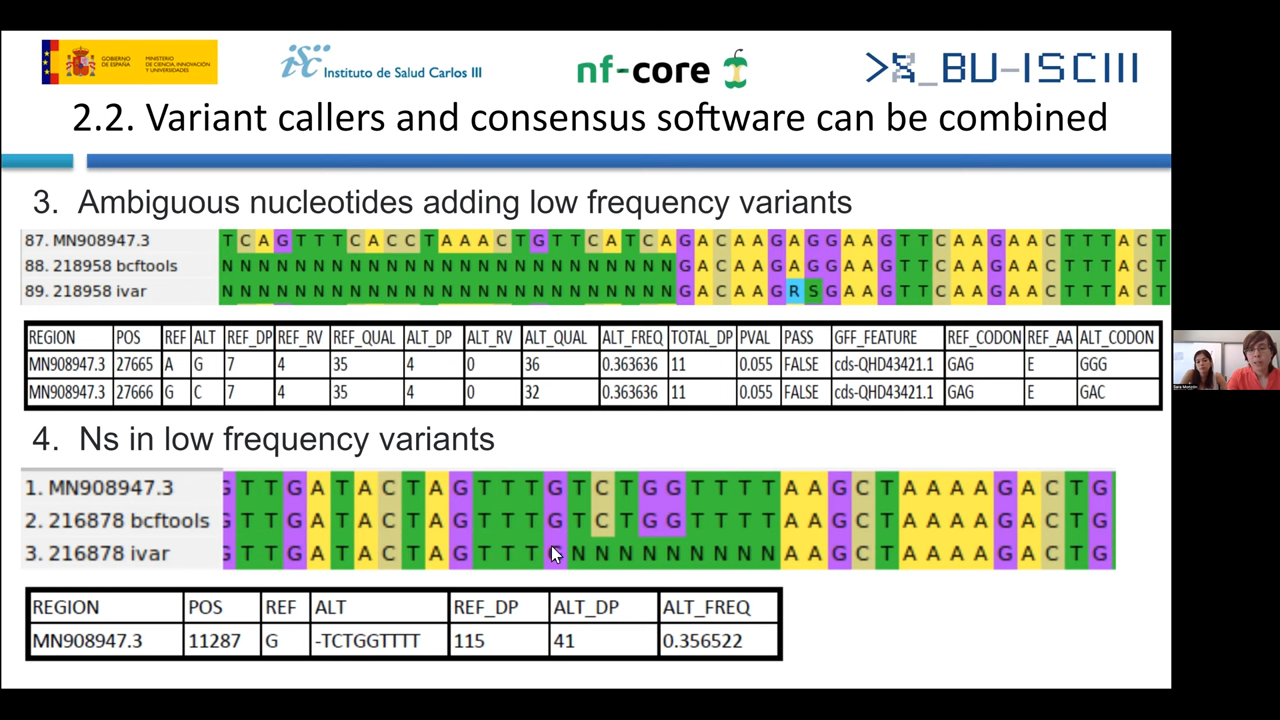 GOBIERNO DE ESPAÑA
MINISTERIO DE CIENCIA, INNOVACIÓN Y UNIVERSIDADES
isc Instituto de Salud Carlos III
nf-core
>_BU-ISCIII
2.2. Variant callers and consensus software can be combined
3. Ambiguous nucleotides adding low frequency variants
87. MN908947.3 T C A G T T T C A C C T A A A C T G T T C A T C A G A C A A G A G G A A G T T C A A G A A C T T T A C T
88. 218958 bcftools N N N N N N N N N N N N N N N N N N N N N N N N N G A C A A G A G G A A G T T C A A G A A C T T T A C T
89. 218958 ivar N N N N N N N N N N N N N N N N N N N N N N N N N G A C A A G R S G A A G T T C A A G A A C T T T A C T
REGION POS REF ALT REF_DP REF_RV REF_QUAL ALT_DP ALT_RV ALT_QUAL ALT_FREQ TOTAL_DP PVAL PASS GFF_FEATURE REF_CODON REF_AA ALT_CODON
MN908947.3 27665 A G 7 4 35 4 0 36 0.363636 11 0.055 FALSE cds-QHD43421.1 GAG E GGG
MN908947.3 27666 G C 7 4 35 4 0 32 0.363636 11 0.055 FALSE cds-QHD43421.1 GAG E GAC
4. Ns in low frequency variants
1. MN908947.3 G T T G A T A C T A G T T T G T C T G G T T T T A A G C T A A A A G A C T G
2. 216878 bcftools G T T G A T A C T A G T T T G T C T G G T T T T A A G C T A A A A G A C T G
3. 216878 ivar G T T G A T A C T A G T T T G N N N N N N N N N A A G C T A A A A G A C T G
REGION POS REF ALT REF_DP ALT_DP ALT_FREQ
MN908947.3 11287 G -TCTGGTTTT 115 41 0.356522